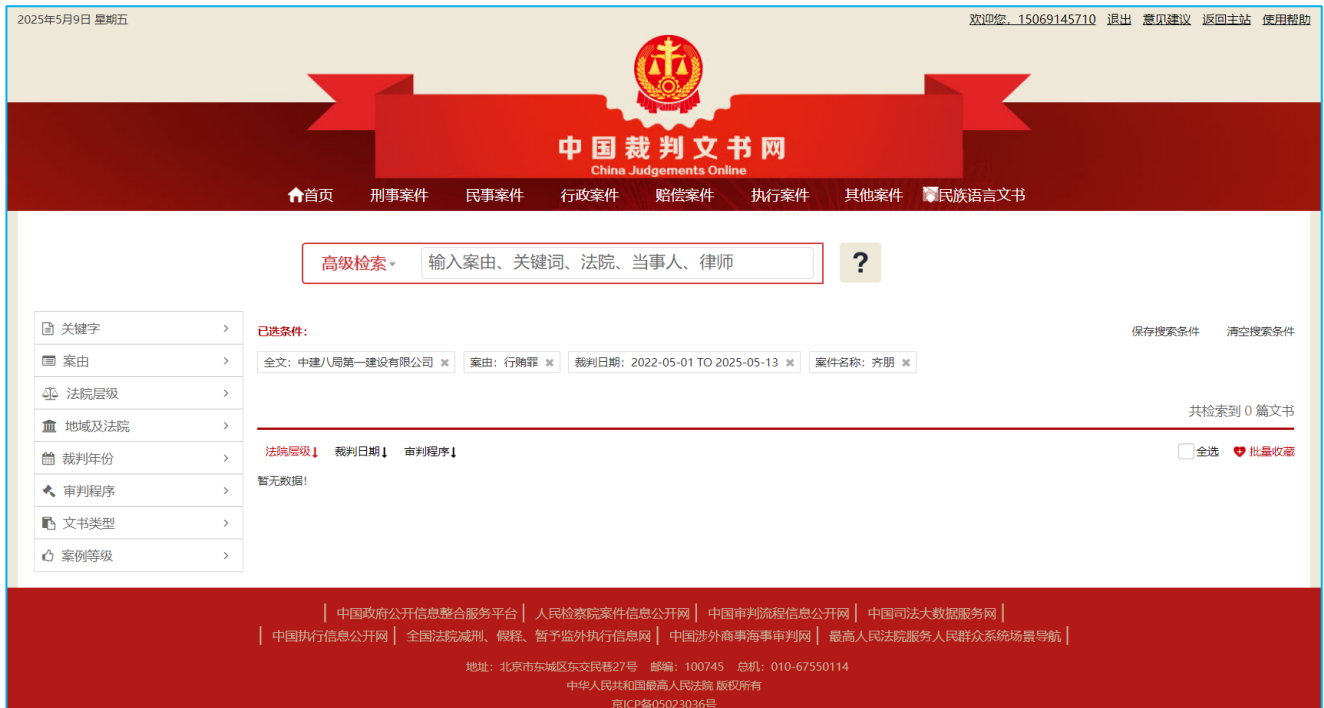 2025年5月9日 星期五
欢迎您，15069145710 退出 意见建议 返回主站 使用帮助
中国裁判文书网
China Judgements Online
首页 刑事案件 民事案件 行政案件 赔偿案件 执行案件 其他案件 民族语言文书
高级检索 输入案由、关键词、法院、当事人、律师 ?
关键字
案由
法院层级
地域及法院
裁判年份
审判程序
文书类型
案例等级
已选条件：
保存搜索条件 清空搜索条件
全文：中建八局第一建设有限公司 案由：行贿罪 裁判日期：2022-05-01 TO 2025-05-13 案件名称：齐朋
共检索到 0 篇文书
法院层级 裁判日期 审判程序
全选 批量收藏
暂无数据!
中国政府公开信息整合服务平台 | 人民检察院案件信息公开网 | 中国审判流程信息公开网 | 中国司法大数据服务网 |
中国执行信息公开网 | 全国法院减刑、假释、暂予监外执行信息网 | 中国涉外商事海事审判网 | 最高人民法院服务人民群众系统场景导航 |
地址：北京市东城区东交民巷27号 邮编：100745 总机：010-67550114
中华人民共和国最高人民法院 版权所有
京ICP备05023036号